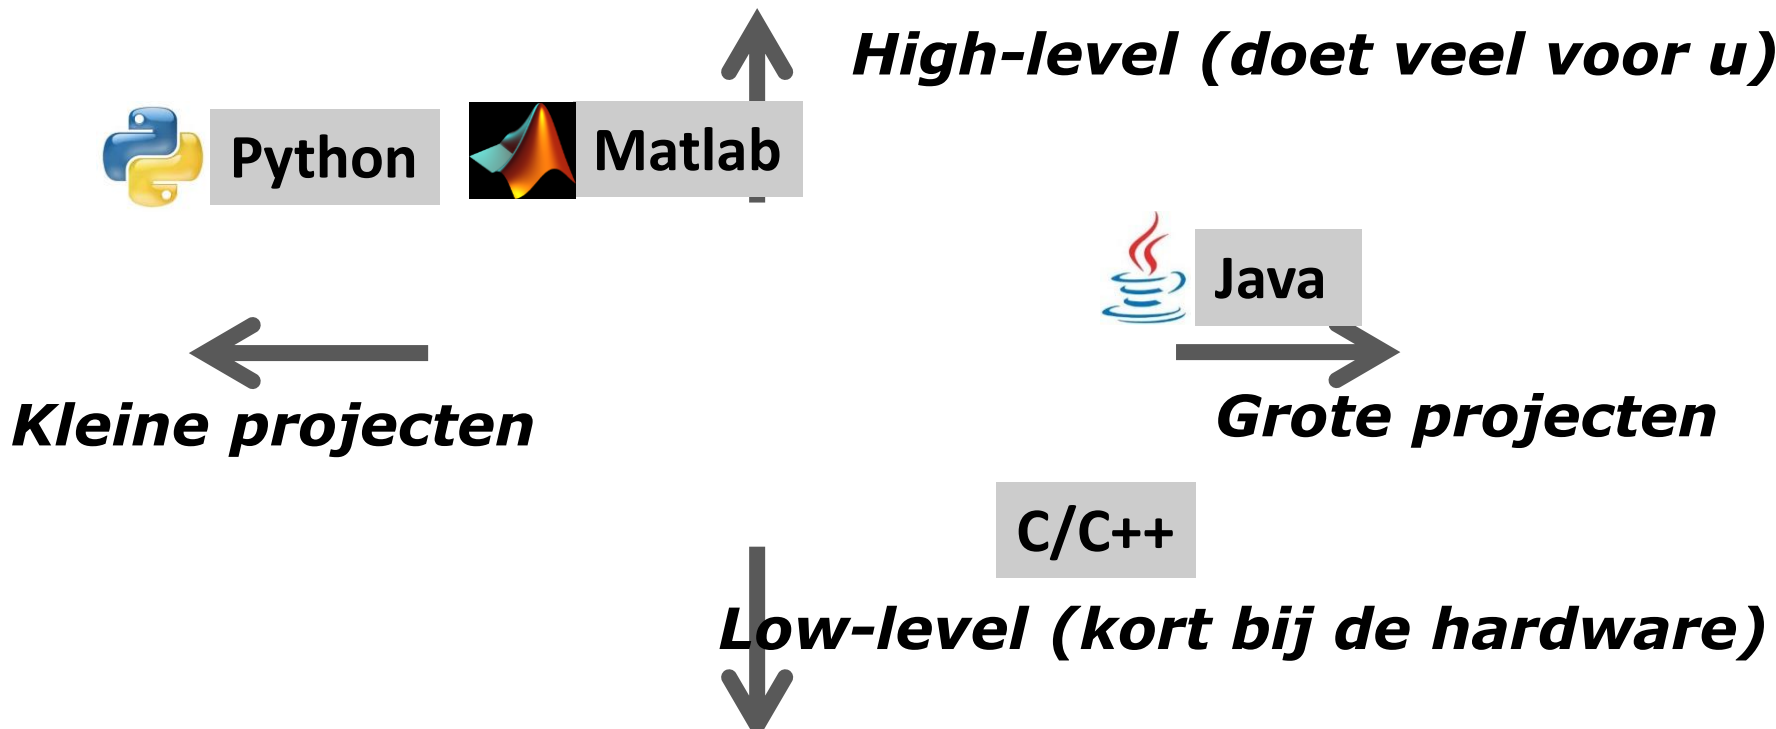 High-level (doet veel voor u)
Python
Matlab
Java
Kleine projecten
Grote projecten
C/C++
Low-level (kort bij de hardware)